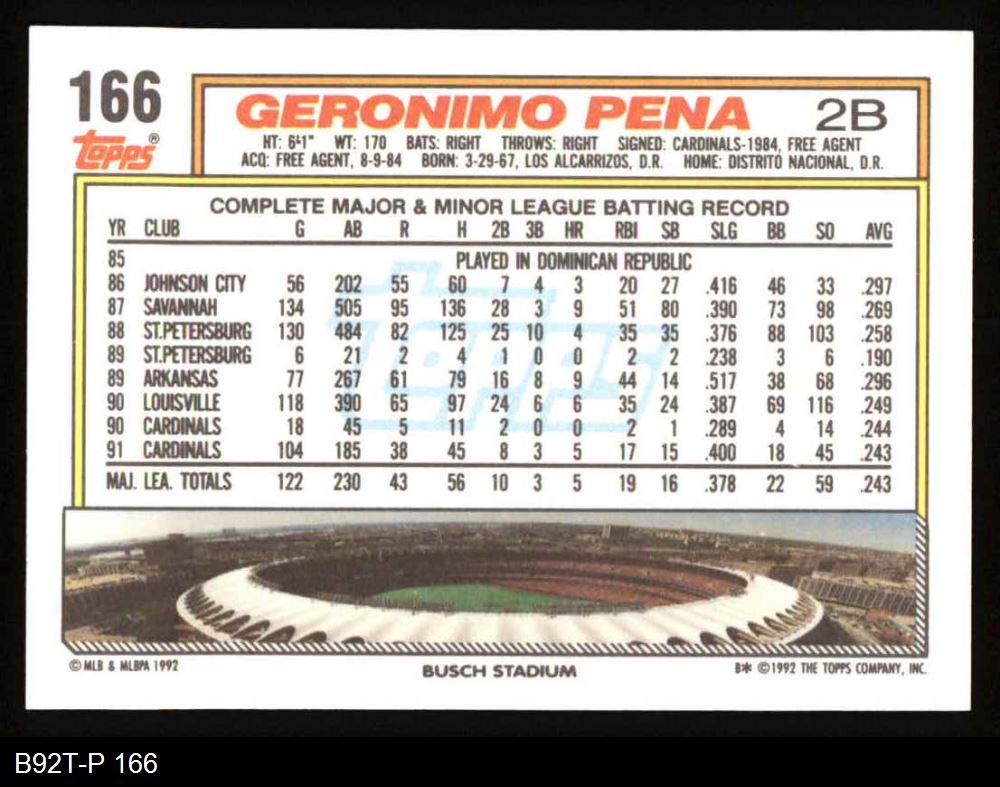 166
Topps®
GERONIMO PENA 2B
HT: 6'1" WT: 170 BATS: RIGHT THROWS: RIGHT SIGNED: CARDINALS-1984, FREE AGENT
ACQ: FREE AGENT, 8-9-84 BORN: 3-29-67, LOS ALCARRIZOS, D.R. HOME: DISTRITO NACIONAL, D.R.
COMPLETE MAJOR & MINOR LEAGUE BATTING RECORD
YR CLUB G AB R H 2B 3B HR RBI SB SLG BB SO AVG
85 PLAYED IN DOMINICAN REPUBLIC
86 JOHNSON CITY 56 202 55 60 7 4 3 20 27 .416 46 33 .297
87 SAVANNAH 134 505 95 136 28 3 9 51 80 .390 73 98 .269
88 ST.PETERSBURG 130 484 82 125 25 10 4 35 35 .376 88 103 .258
89 ST.PETERSBURG 6 21 2 4 1 0 0 2 2 .238 3 6 .190
89 ARKANSAS 77 267 61 79 16 8 9 44 14 .517 38 68 .296
90 LOUISVILLE 118 390 65 97 24 6 6 35 24 .387 69 116 .249
90 CARDINALS 18 45 5 11 2 0 0 2 1 .289 4 14 .244
91 CARDINALS 104 185 38 45 8 3 5 17 15 .400 18 45 .243
MAJ. LEA. TOTALS 122 230 43 56 10 3 5 19 16 .378 22 59 .243
Topps
© MLB & MLBPA 1992
BUSCH STADIUM
B* ©1992 THE TOPPS COMPANY, INC.
B92T-P 166